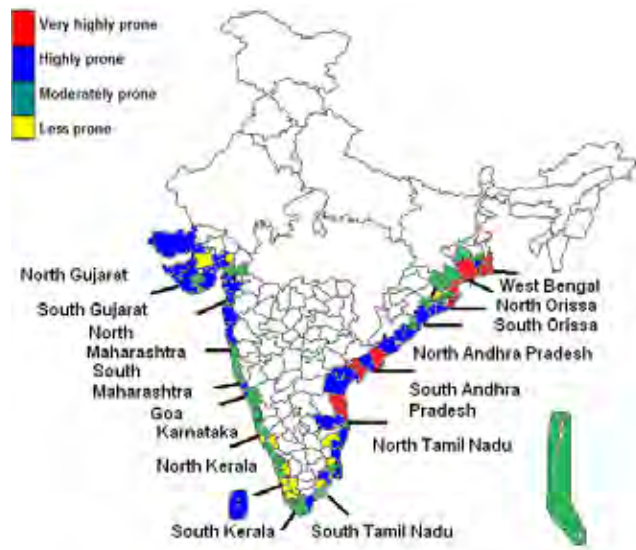 Very highly prone
Highly prone
Moderately prone
Less prone
North Gujarat
South Gujarat
North
Maharashtra
South
Maharashtra
Goa
Karnataka
North Kerala
South Kerala
South Tamil Nadu
West Bengal
North Orissa
South Orissa
North Andhra Pradesh
South Andhra
Pradesh
North Tamil Nadu